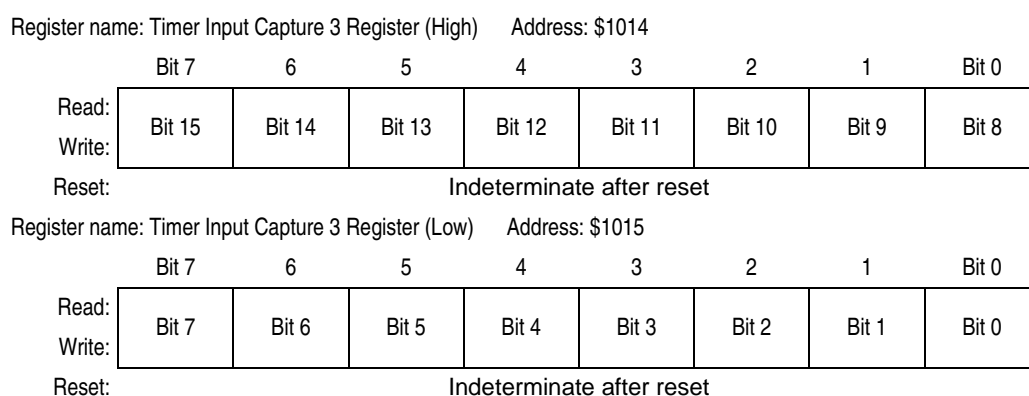 Register name: Timer Input Capture 3 Register (High) Address: $1014
Bit 7 6 5 4 3 2 1 Bit 0
Read:
Write:
Bit 15 Bit 14 Bit 13 Bit 12 Bit 11 Bit 10 Bit 9 Bit 8
Reset: Indeterminate after reset
Register name: Timer Input Capture 3 Register (Low) Address: $1015
Bit 7 6 5 4 3 2 1 Bit 0
Read:
Write:
Bit 7 Bit 6 Bit 5 Bit 4 Bit 3 Bit 2 Bit 1 Bit 0
Reset: Indeterminate after reset